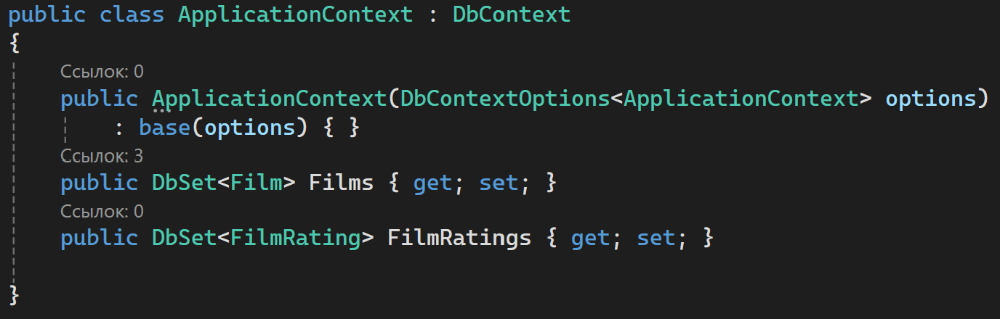 public class ApplicationContext : DbContext
{
Ссылок: 0
public ApplicationContext(DbContextOptions<ApplicationContext> options)
: base(options) { }
Ссылок: 3
public DbSet<Film> Films { get; set; }
Ссылок: 0
public DbSet<FilmRating> FilmRatings { get; set; }
}